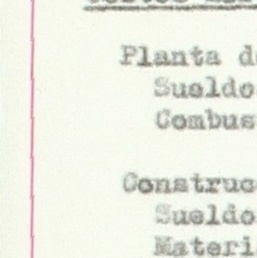 Planta d
Sueldo
Combus
Construc
Sueldo
Materi